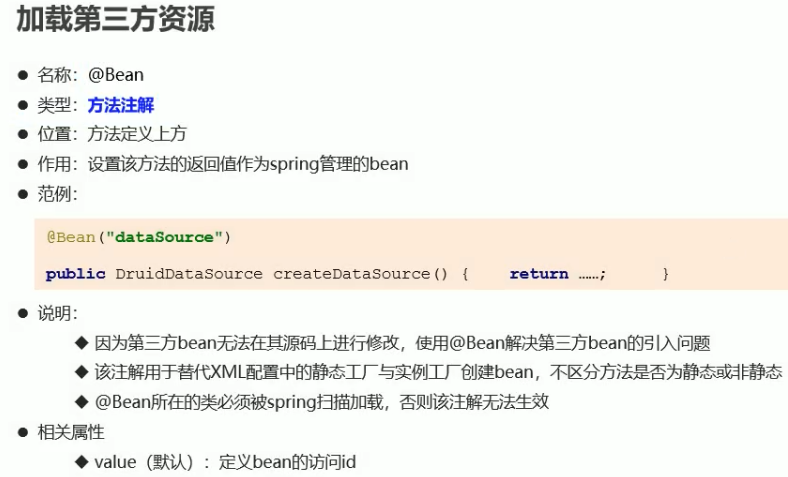 加载第三方资源
● 名称：@Bean
● 类型：方法注解
● 位置：方法定义上方
● 作用：设置该方法的返回值作为spring管理的bean
● 范例：
@Bean("dataSource")
public DruidDataSource createDataSource() {    return ……;    }
● 说明：
◆ 因为第三方bean无法在其源码上进行修改，使用@Bean解决第三方bean的引入问题
◆ 该注解用于替代XML配置中的静态工厂与实例工厂创建bean，不区分方法是否为静态或非静态
◆ @Bean所在的类必须被spring扫描加载，否则该注解无法生效
● 相关属性
◆ value（默认）：定义bean的访问id